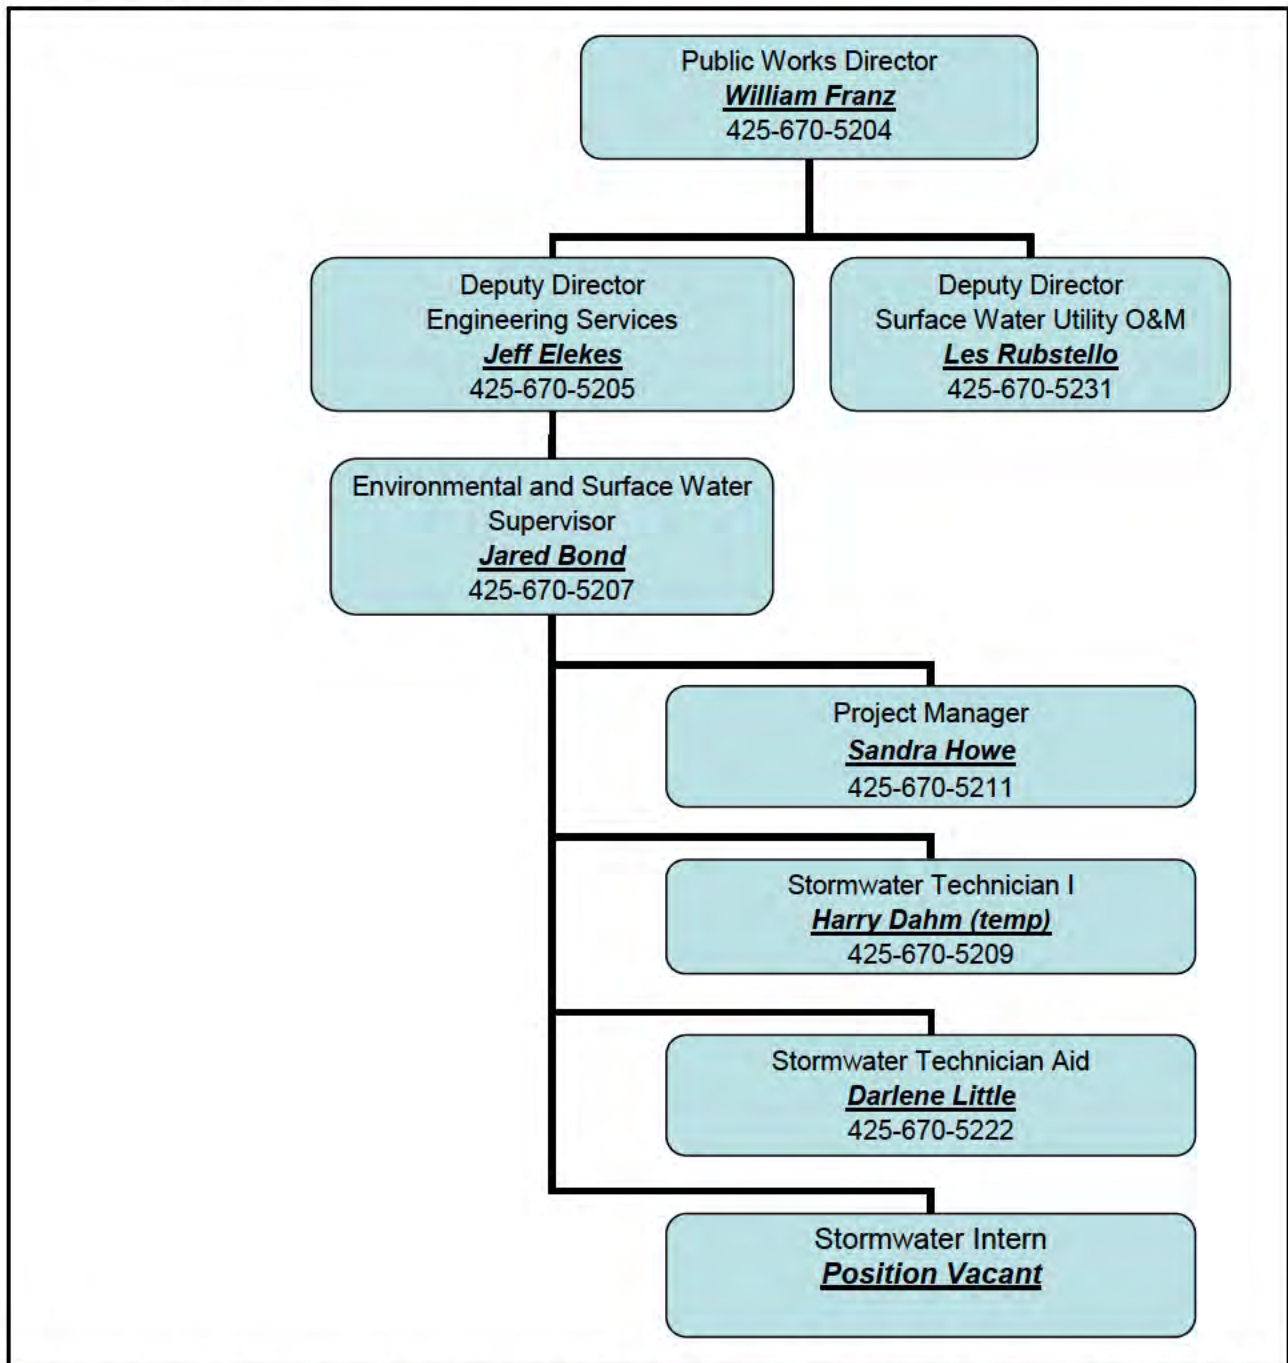 Public Works Director
William Franz
425-670-5204
Deputy Director
Engineering Services
Jeff Elekes
425-670-5205
Deputy Director
Surface Water Utility O&M
Les Rubstello
425-670-5231
Environmental and Surface Water
Supervisor
Jared Bond
425-670-5207
Project Manager
Sandra Howe
425-670-5211
Stormwater Technician I
Harry Dahm (temp)
425-670-5209
Stormwater Technician Aid
Darlene Little
425-670-5222
Stormwater Intern
Position Vacant